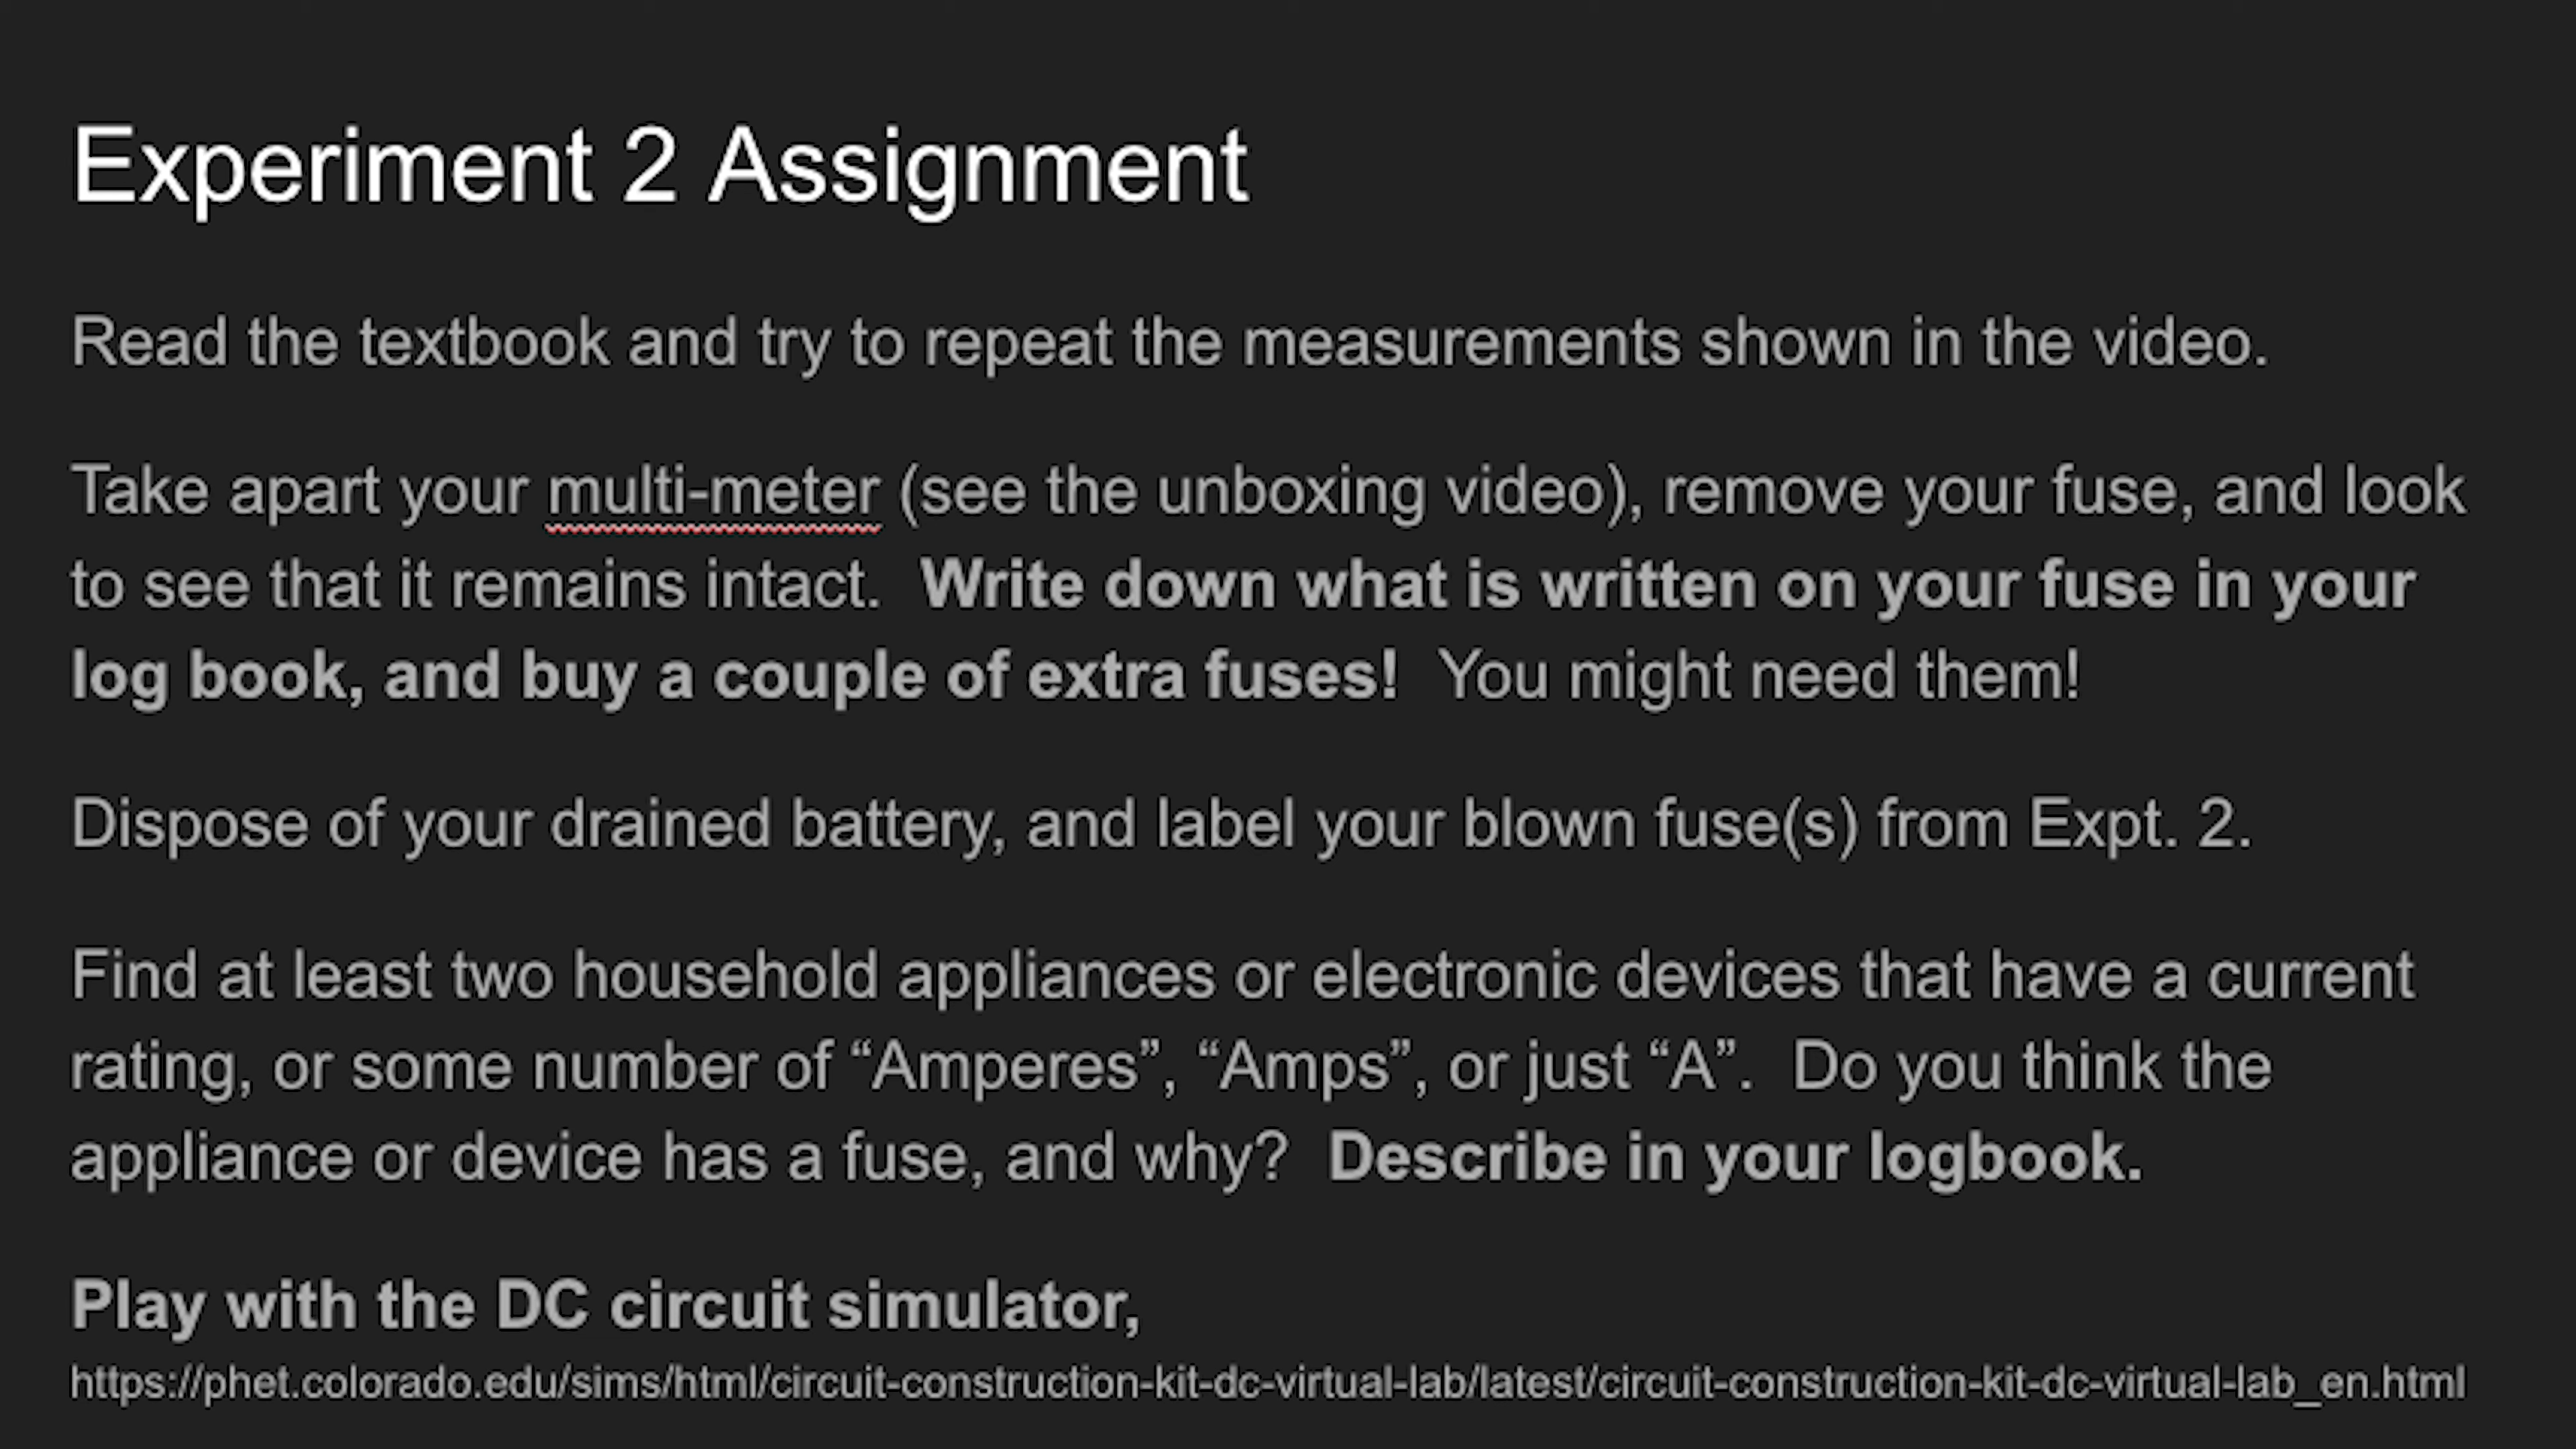 Experiment 2 Assignment
Read the textbook and try to repeat the measurements shown in the video.
Take apart your multi-meter (see the unboxing video), remove your fuse, and look
to see that it remains intact.  Write down what is written on your fuse in your
log book, and buy a couple of extra fuses!  You might need them!
Dispose of your drained battery, and label your blown fuse(s) from Expt. 2.
Find at least two household appliances or electronic devices that have a current
rating, or some number of “Amperes”, “Amps”, or just “A”.  Do you think the
appliance or device has a fuse, and why?  Describe in your logbook.
Play with the DC circuit simulator,
https://phet.colorado.edu/sims/html/circuit-construction-kit-dc-virtual-lab/latest/circuit-construction-kit-dc-virtual-lab_en.html